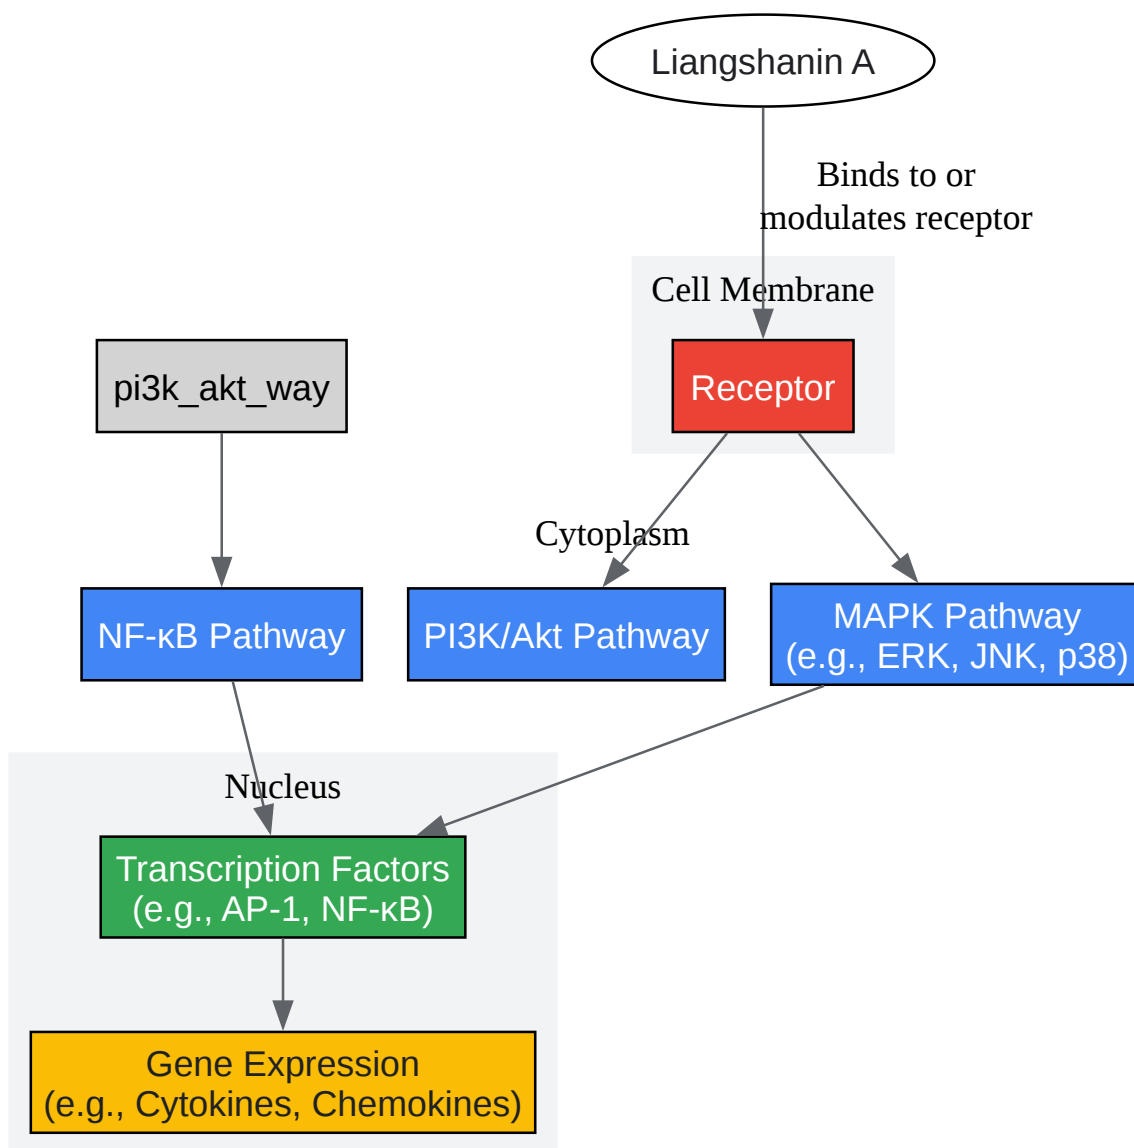 Liangshanin A
Binds to or
modulates receptor
Cell Membrane
pi3k_akt_way
Receptor
Cytoplasm
NF-κB Pathway
PI3K/Akt Pathway
MAPK Pathway
(e.g., ERK, JNK, p38)
Nucleus
Transcription Factors
(e.g., AP-1, NF-κB)
Gene Expression
(e.g., Cytokines, Chemokines)